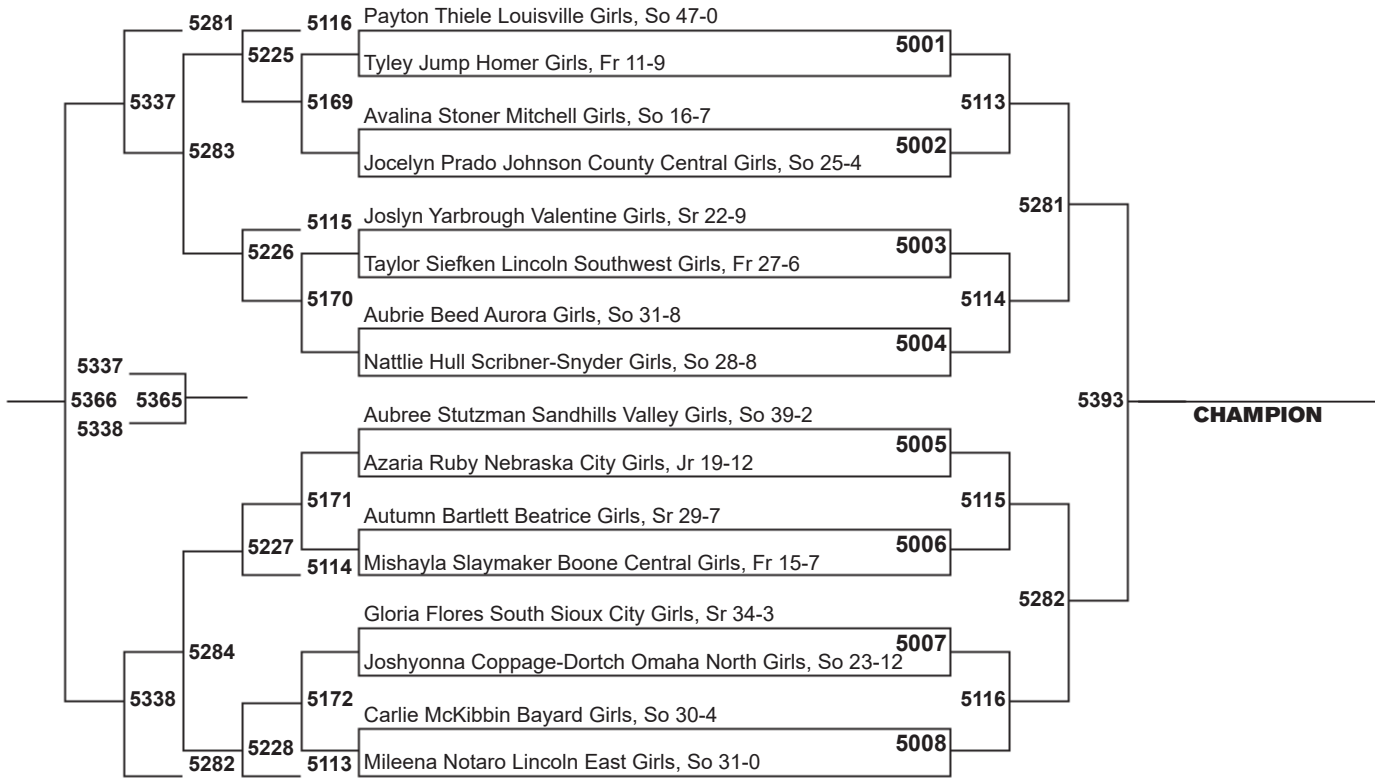 5281 5116 Payton Thiele Louisville Girls, So 47-0
5225 5001
Tyley Jump Homer Girls, Fr 11-9
5337 5169 5113
Avalina Stoner Mitchell Girls, So 16-7
5283 5002
Jocelyn Prado Johnson County Central Girls, So 25-4
5281
5115 Joslyn Yarbrough Valentine Girls, Sr 22-9
5226 5003
Taylor Siefken Lincoln Southwest Girls, Fr 27-6
5170 5114
Aubrie Beed Aurora Girls, So 31-8
5004
Nattlie Hull Scribner-Snyder Girls, So 28-8
5337
5366 5365 5393
5338
CHAMPION
Aubree Stutzman Sandhills Valley Girls, So 39-2
5005
Azaria Ruby Nebraska City Girls, Jr 19-12
5171 5115
Autumn Bartlett Beatrice Girls, Sr 29-7
5227 5006
5114 Mishayla Slaymaker Boone Central Girls, Fr 15-7
5282
Gloria Flores South Sioux City Girls, Sr 34-3
5284 5007
Joshyonna Coppage-Dortch Omaha North Girls, So 23-12
5338 5172 5116
Carlie McKibbin Bayard Girls, So 30-4
5228 5008
5282 5113 Mileena Notaro Lincoln East Girls, So 31-0